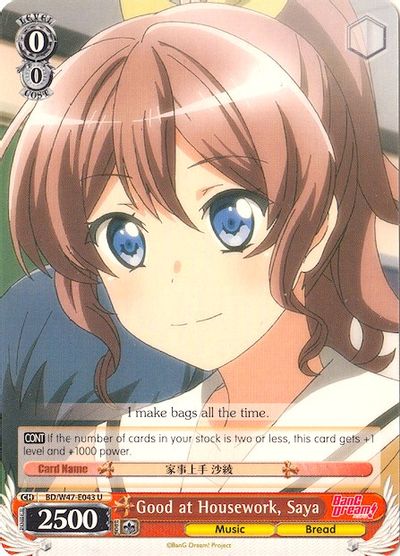 LEVEL
0
0
COST
I make bags all the time.
CONT If the number of cards in your stock is two or less, this card gets +1
level and +1000 power.
Card Name
家事上手 沙綾
CH
BD/W47-E043 U
Good at Housework, Saya
BanG Dream!
2500
Music
Bread
©BanG Dream! Project